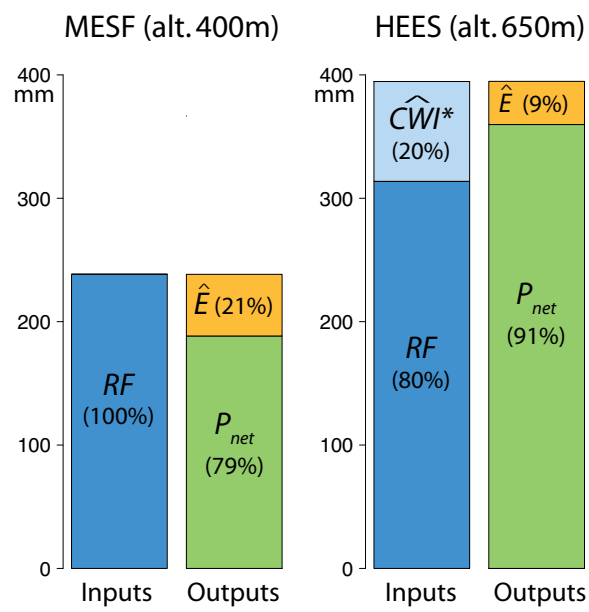 MESF (alt. 400m)
400
mm
300
200
100
0
RF
(100%)
Ê (21%)
P_net
(79%)
Inputs
Outputs
HEES (alt. 650m)
400
mm
300
200
100
0
ĈWI*
(20%)
RF
(80%)
Ê (9%)
P_net
(91%)
Inputs
Outputs